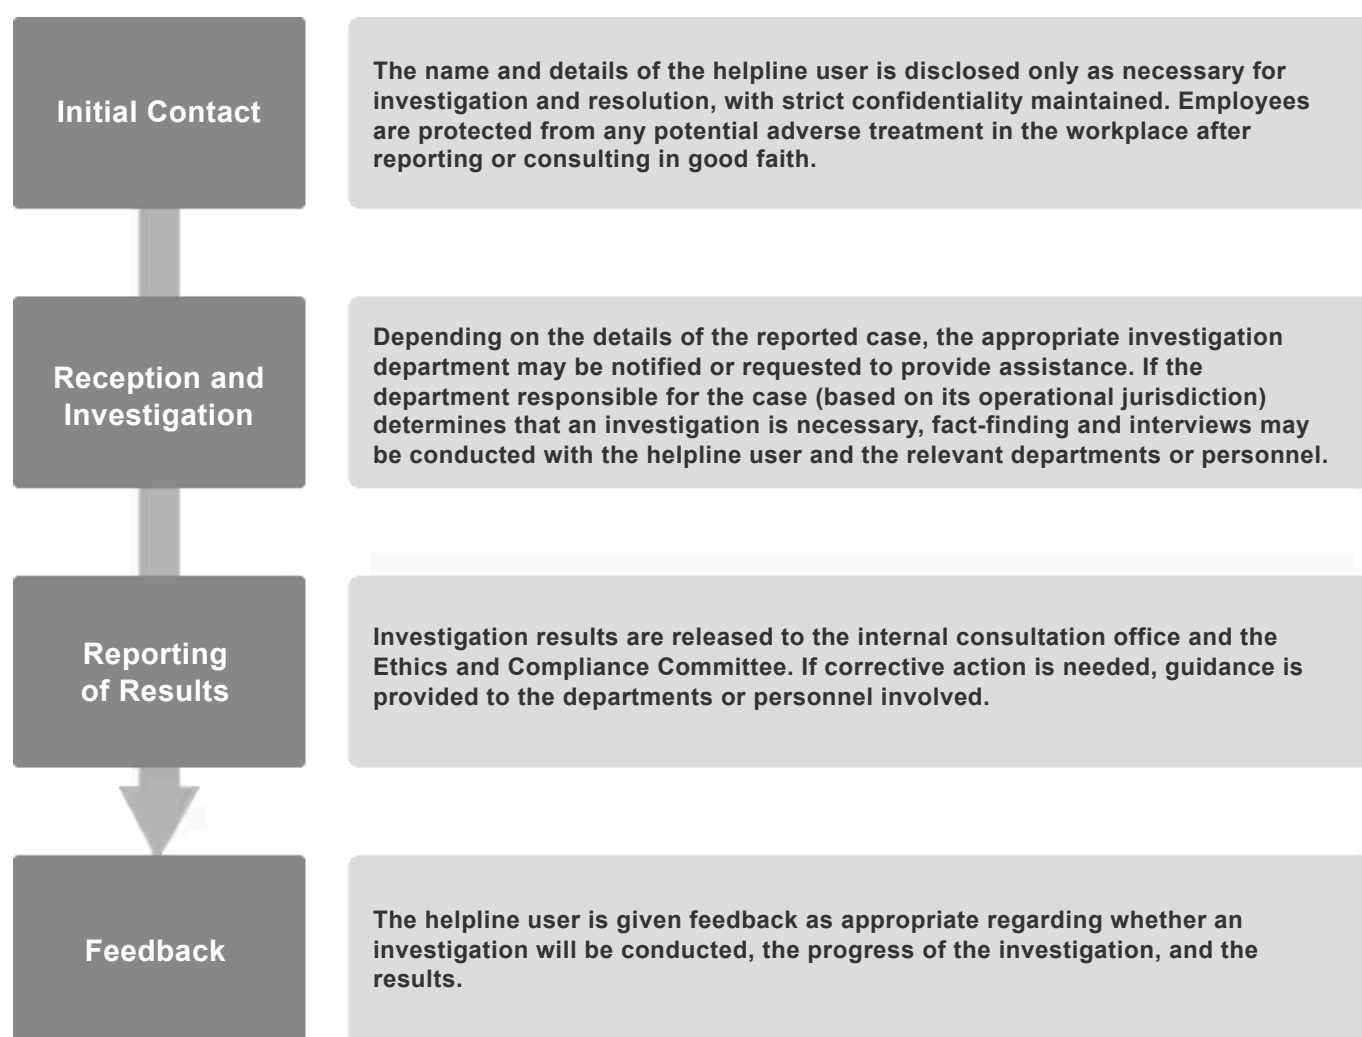 Initial Contact
The name and details of the helpline user is disclosed only as necessary for
investigation and resolution, with strict confidentiality maintained. Employees
are protected from any potential adverse treatment in the workplace after
reporting or consulting in good faith.
Reception and
Investigation
Depending on the details of the reported case, the appropriate investigation
department may be notified or requested to provide assistance. If the
department responsible for the case (based on its operational jurisdiction)
determines that an investigation is necessary, fact-finding and interviews may
be conducted with the helpline user and the relevant departments or personnel.
Reporting
of Results
Investigation results are released to the internal consultation office and the
Ethics and Compliance Committee. If corrective action is needed, guidance is
provided to the departments or personnel involved.
Feedback
The helpline user is given feedback as appropriate regarding whether an
investigation will be conducted, the progress of the investigation, and the
results.